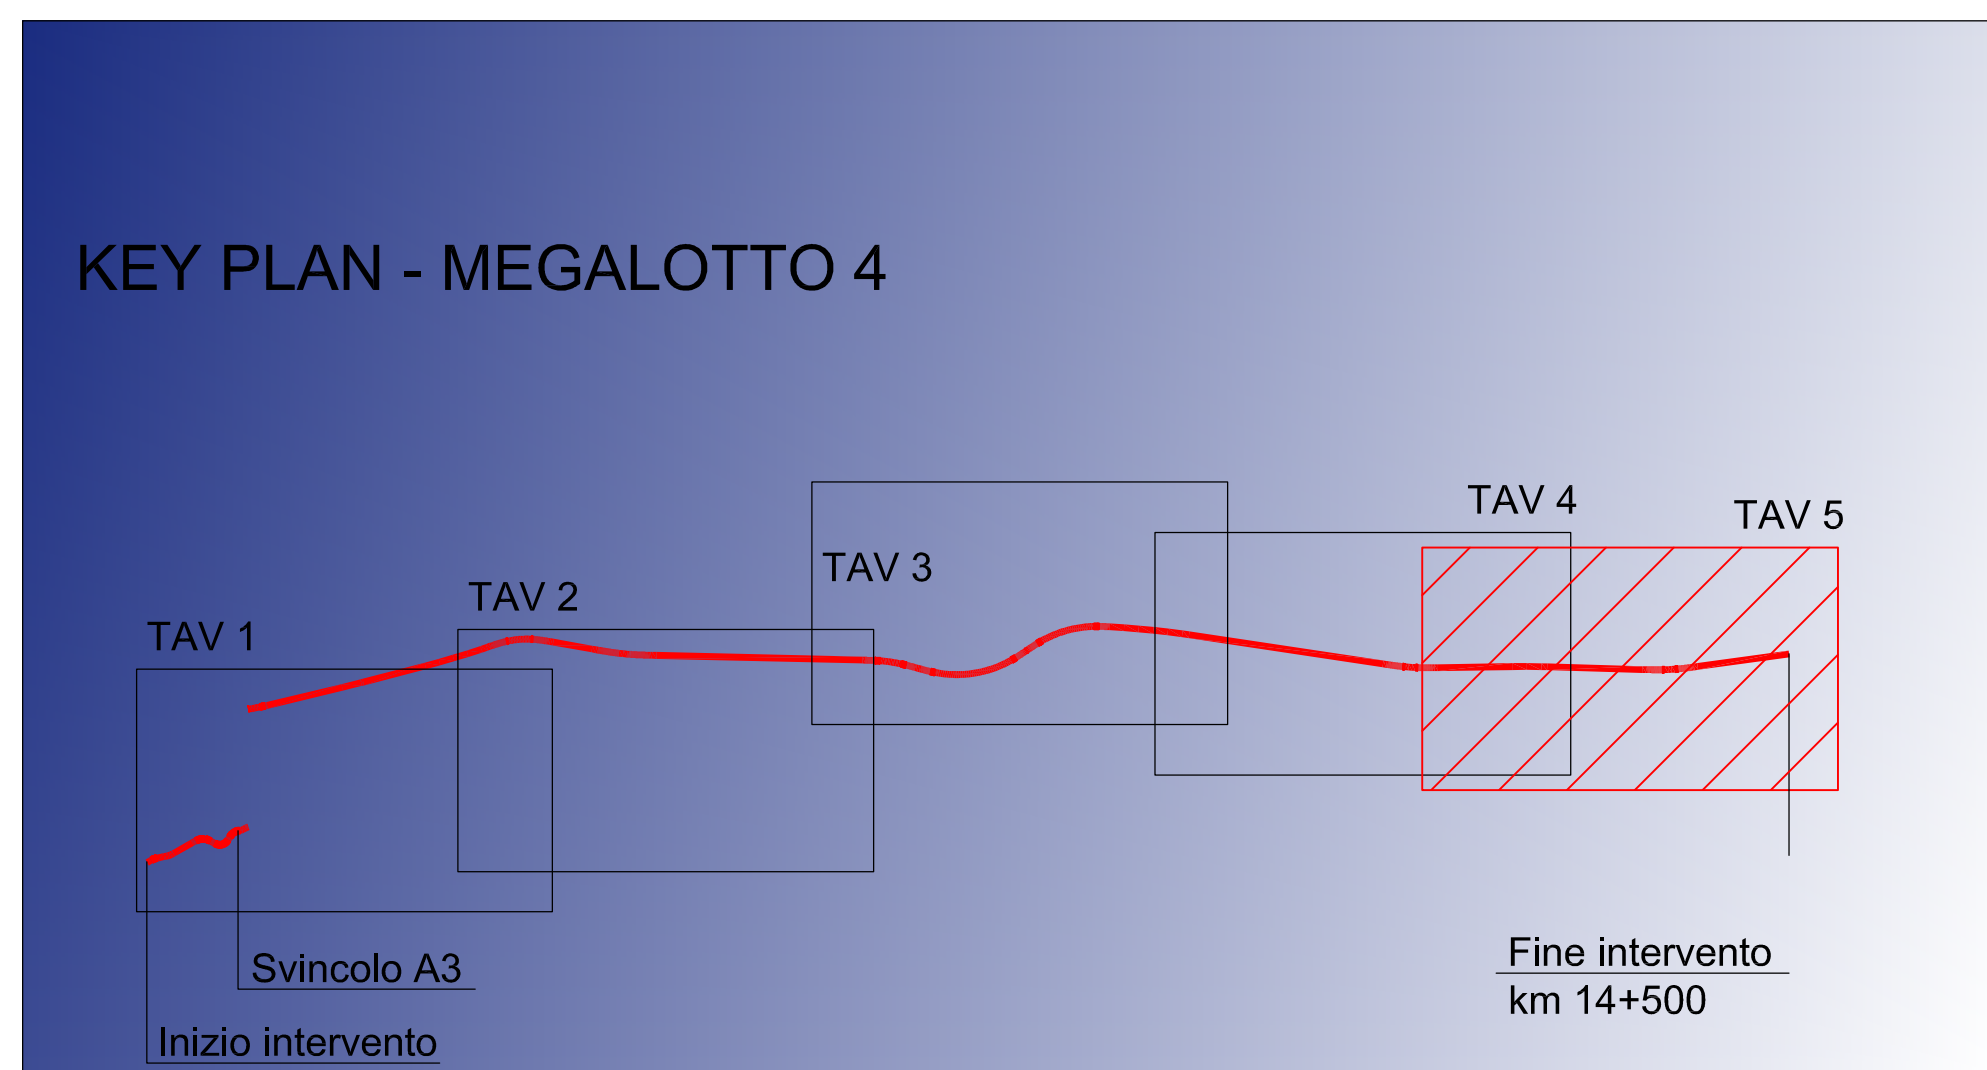 KEY PLAN - MEGALOTTO 4
TAV 1
TAV 2
TAV 3
TAV 4
TAV 5
Svincolo A3
Inizio intervento
Fine intervento
km 14+500